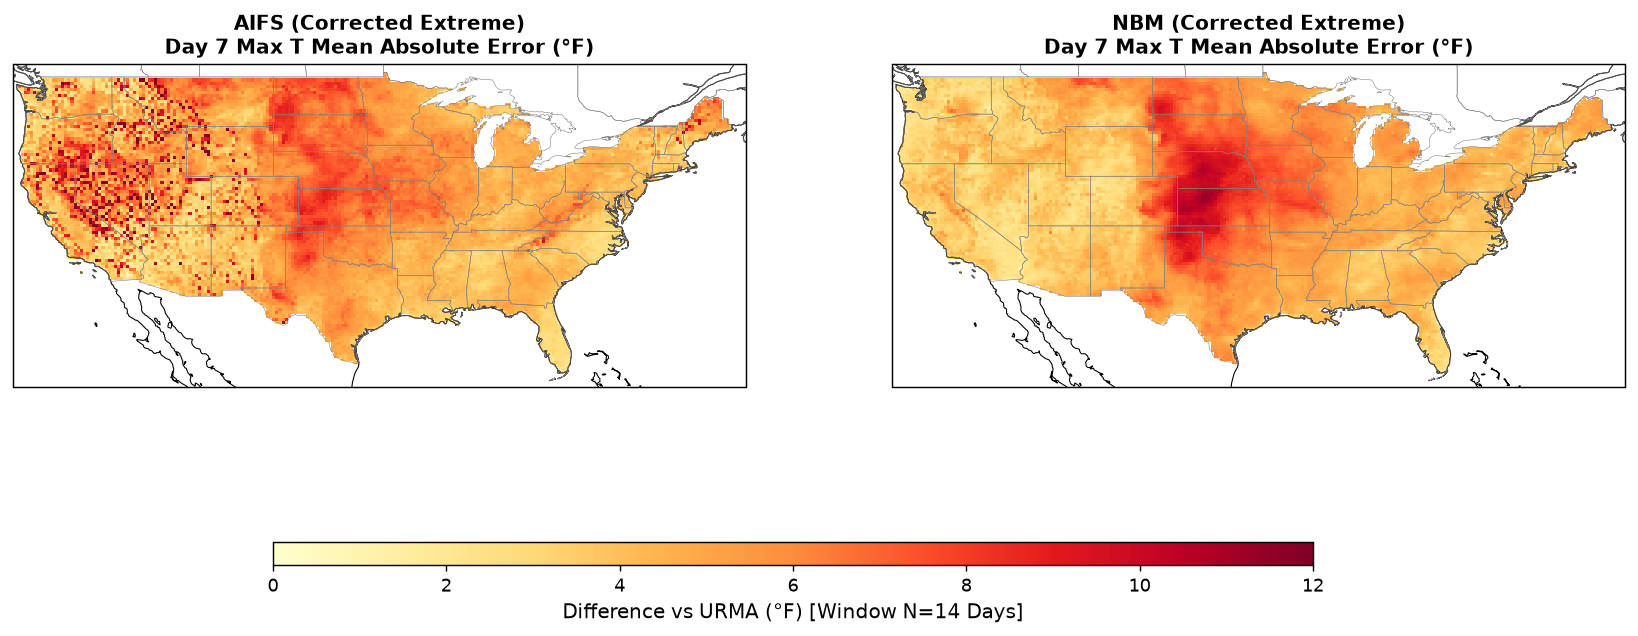 AIFS (Corrected Extreme)
Day 7 Max T Mean Absolute Error (°F)
NBM (Corrected Extreme)
Day 7 Max T Mean Absolute Error (°F)
0 2 4 6 8 10 12
Difference vs URMA (°F) [Window N=14 Days]